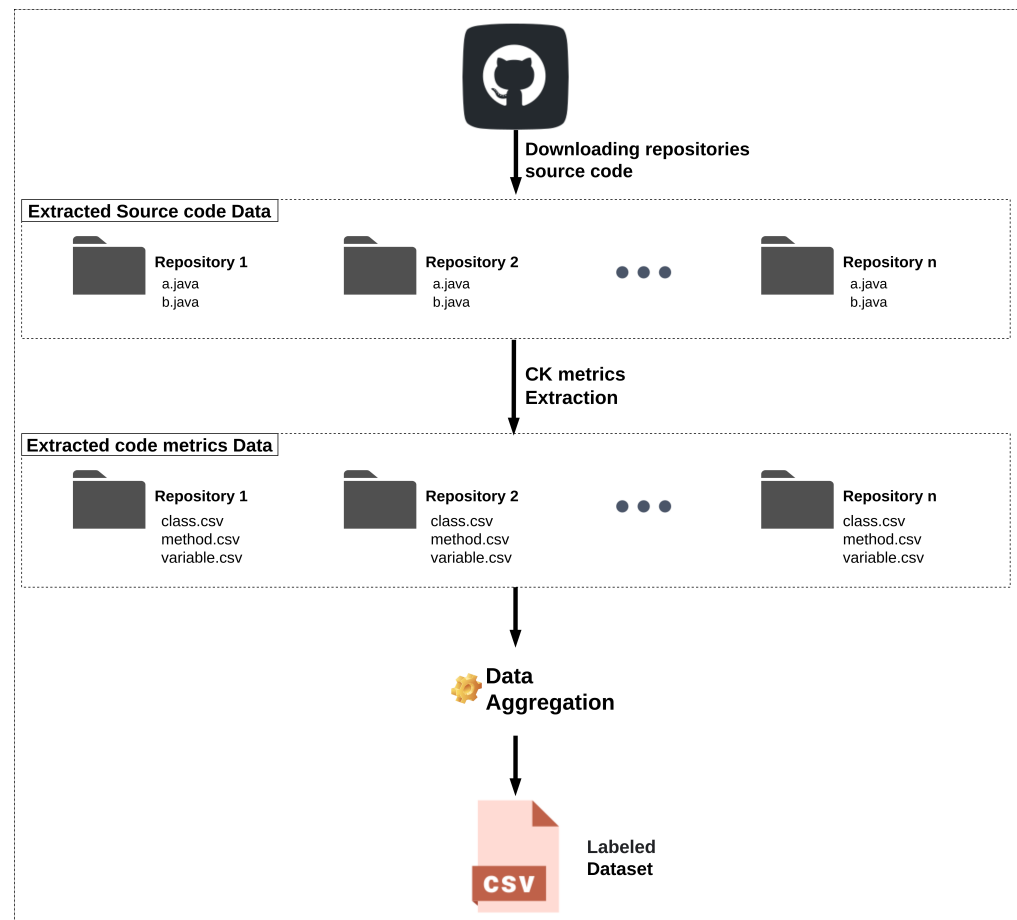 Downloading repositories
source code
Extracted Source code Data
Repository 1
a.java
b.java
Repository 2
a.java
b.java
Repository n
a.java
b.java
CK metrics
Extraction
Extracted code metrics Data
Repository 1
class.csv
method.csv
variable.csv
Repository 2
class.csv
method.csv
variable.csv
Repository n
class.csv
method.csv
variable.csv
Data
Aggregation
Labeled
Dataset
CSV